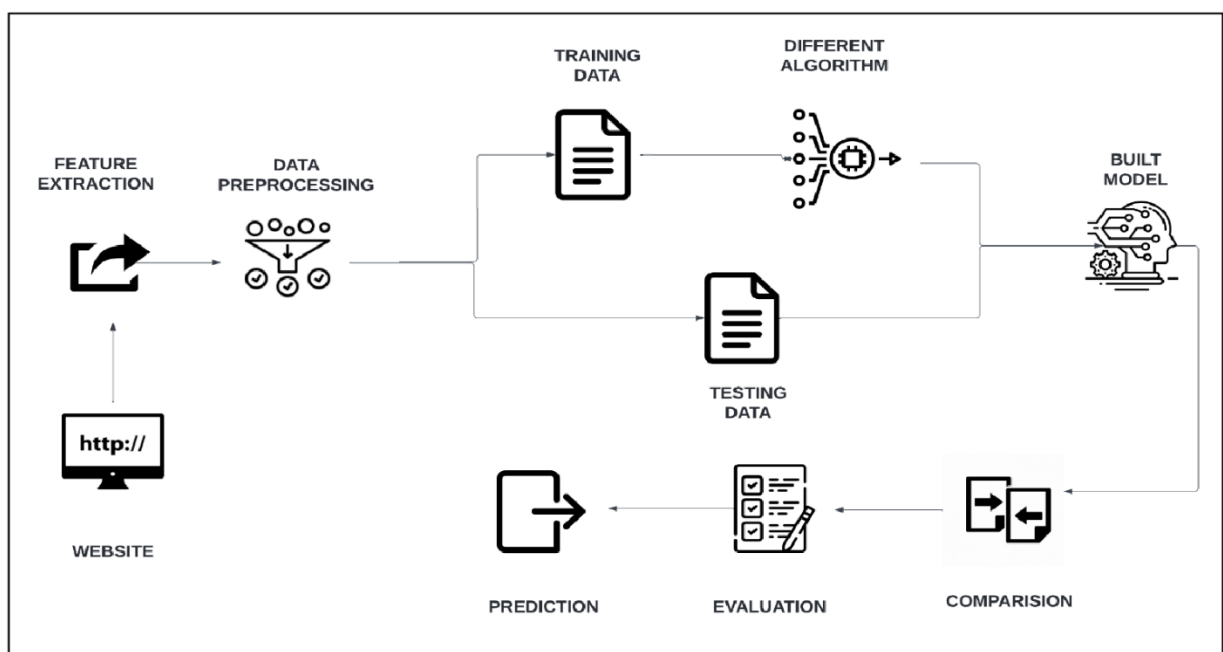 TRAINING
DATA
DIFFERENT
ALGORITHM
FEATURE
EXTRACTION
DATA
PREPROCESSING
BUILT
MODEL
http://
TESTING
DATA
WEBSITE
PREDICTION
EVALUATION
COMPARISION